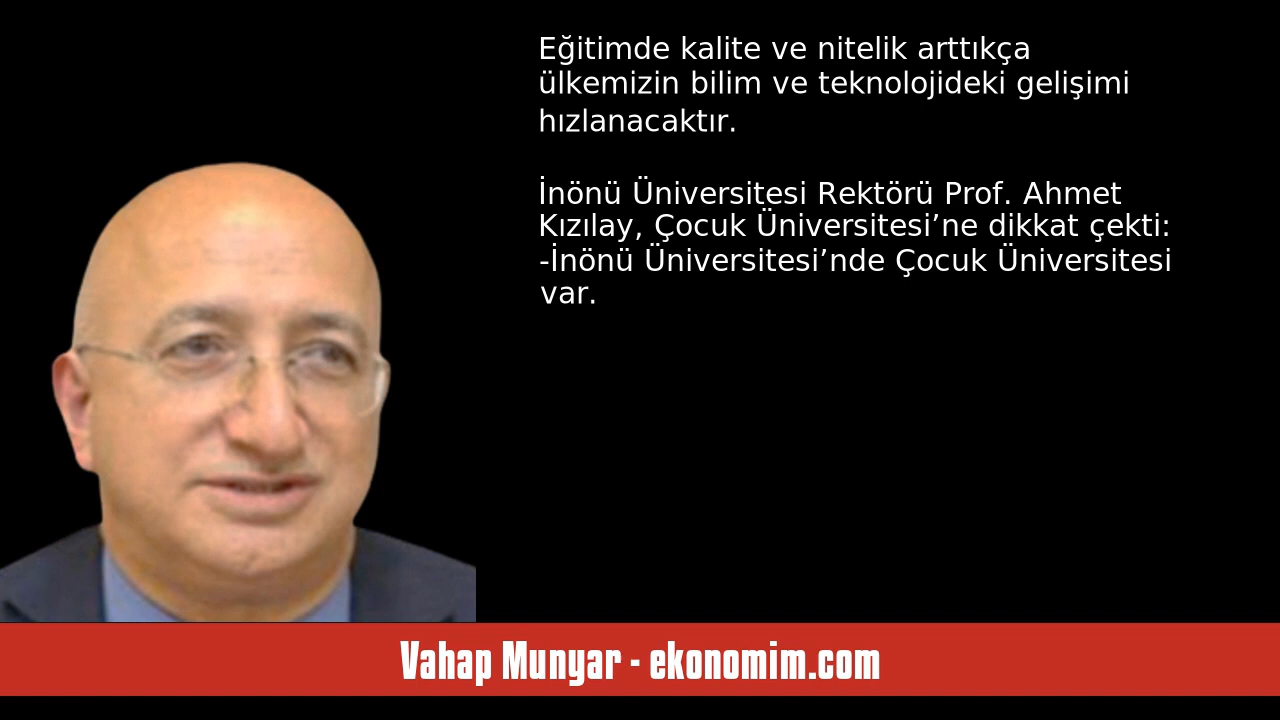 Eğitimde kalite ve nitelik arttıkça
ülkemizin bilim ve teknolojideki gelişimi
hızlanacaktır.
İnönü Üniversitesi Rektörü Prof. Ahmet
Kızılay, Çocuk Üniversitesi’ne dikkat çekti:
-İnönü Üniversitesi’nde Çocuk Üniversitesi
var.
Vahap Munyar - ekonomim.com